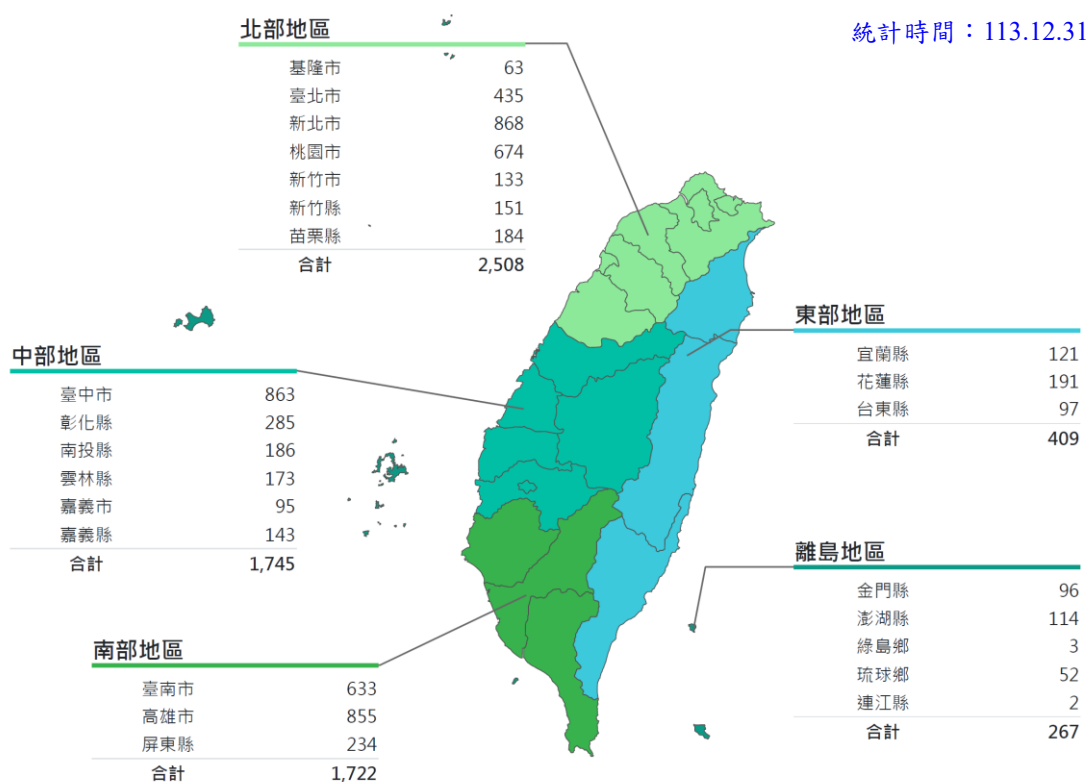 統計時間：113.12.31
北部地區
基隆市 63
臺北市 435
新北市 868
桃園市 674
新竹市 133
新竹縣 151
苗栗縣 184
合計 2,508
中部地區
臺中市 863
彰化縣 285
南投縣 186
雲林縣 173
嘉義市 95
嘉義縣 143
合計 1,745
南部地區
臺南市 633
高雄市 855
屏東縣 234
合計 1,722
東部地區
宜蘭縣 121
花蓮縣 191
台東縣 97
合計 409
離島地區
金門縣 96
澎湖縣 114
綠島鄉 3
琉球鄉 52
連江縣 2
合計 267